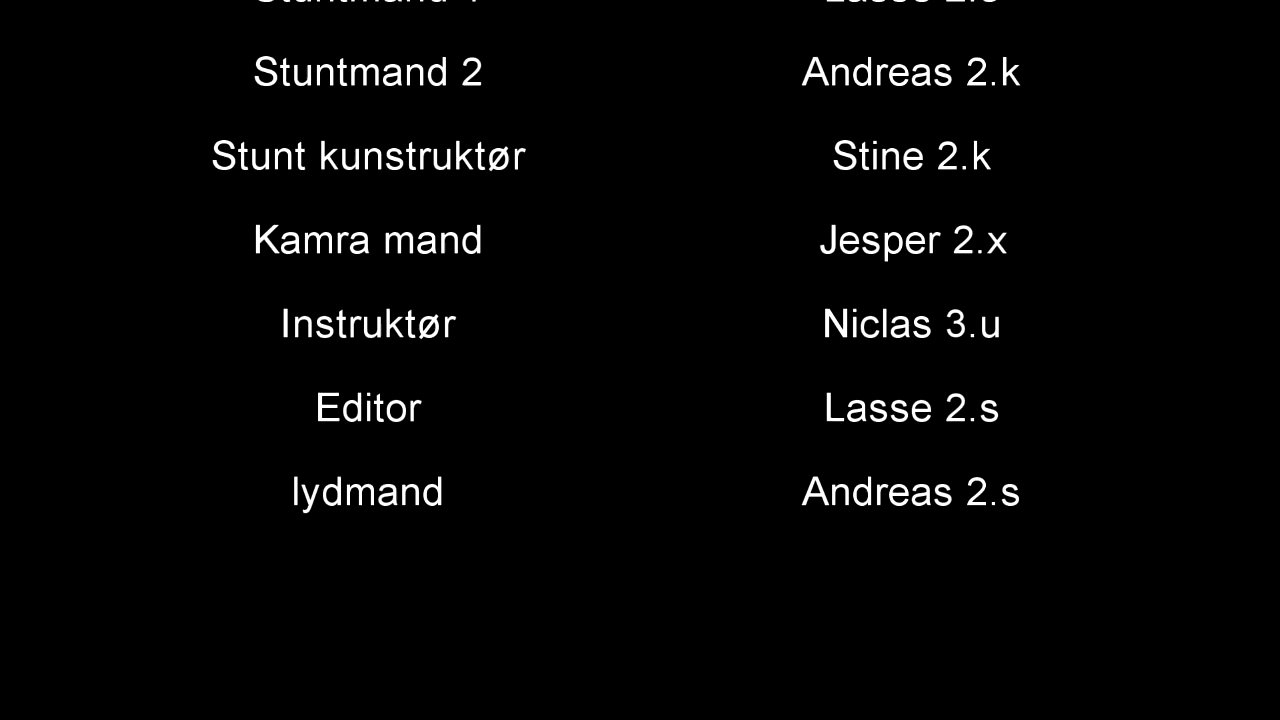 Stuntmand 2 Andreas 2.k
Stunt kunstruktør Stine 2.k
Kamra mand Jesper 2.x
Instruktør Niclas 3.u
Editor Lasse 2.s
lydmand Andreas 2.s